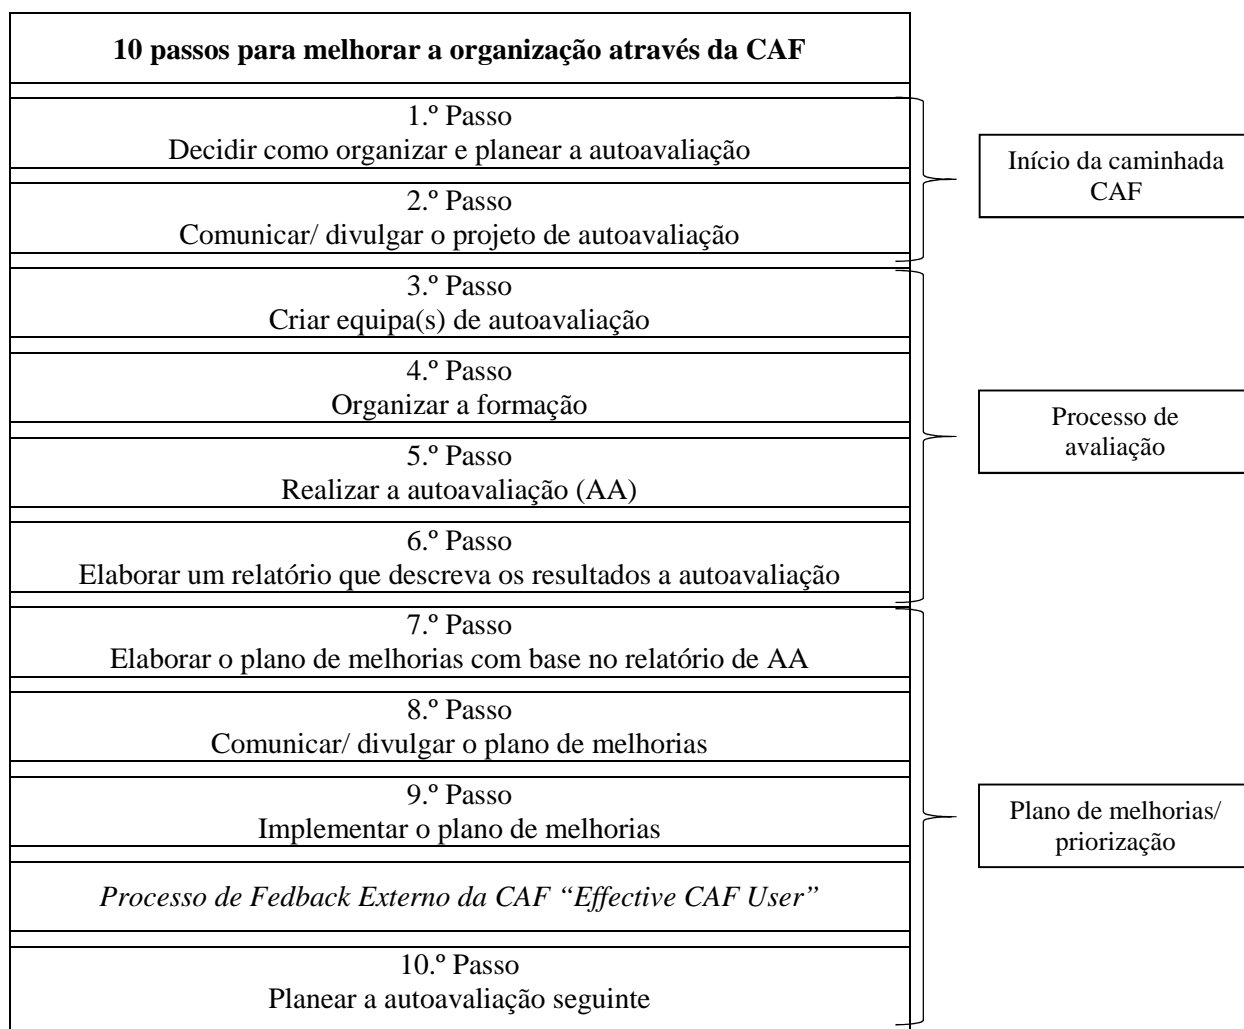 10 passos para melhorar a organização através da CAF
1.º Passo
Decidir como organizar e planear a autoavaliação
2.º Passo
Comunicar/ divulgar o projeto de autoavaliação
Início da caminhada
CAF
3.º Passo
Criar equipa(s) de autoavaliação
4.º Passo
Organizar a formação
5.º Passo
Realizar a autoavaliação (AA)
6.º Passo
Elaborar um relatório que descreva os resultados a autoavaliação
Processo de
avaliação
7.º Passo
Elaborar o plano de melhorias com base no relatório de AA
8.º Passo
Comunicar/ divulgar o plano de melhorias
9.º Passo
Implementar o plano de melhorias
Processo de Fedback Externo da CAF “Effective CAF User”
10.º Passo
Planear a autoavaliação seguinte
Plano de melhorias/
priorização